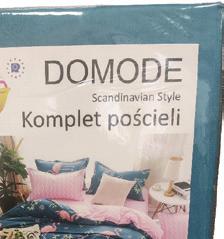 DOMODE
Scandinavian Style
Komplet pościeli